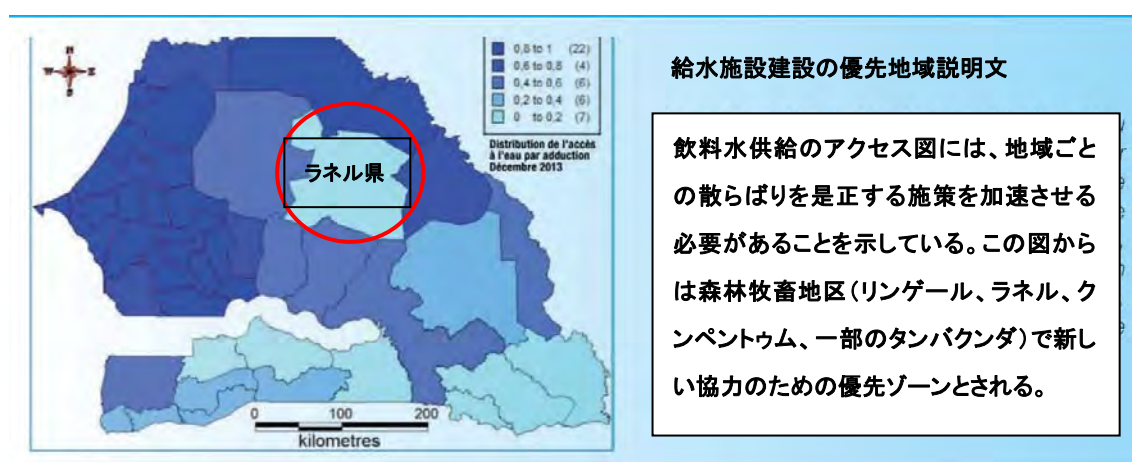 N
W
E
S
0,8 to 1 (22)
0,6 to 0,8 (4)
0,4 to 0,6 (6)
0,2 to 0,4 (6)
0 to 0,2 (7)
Distribution de l'accès
à l'eau par adduction
Décembre 2013
ラネル県
0 100 200
kilometres
給水施設建設の優先地域説明文
飲料水供給のアクセス図には、地域ごと
の散らばりを是正する施策を加速させる
必要があることを示している。この図から
は森林牧畜地区(リンゲール、ラネル、ク
ンペントゥム、一部のタンバクンダ)で新し
い協力のための優先ゾーンとされる。